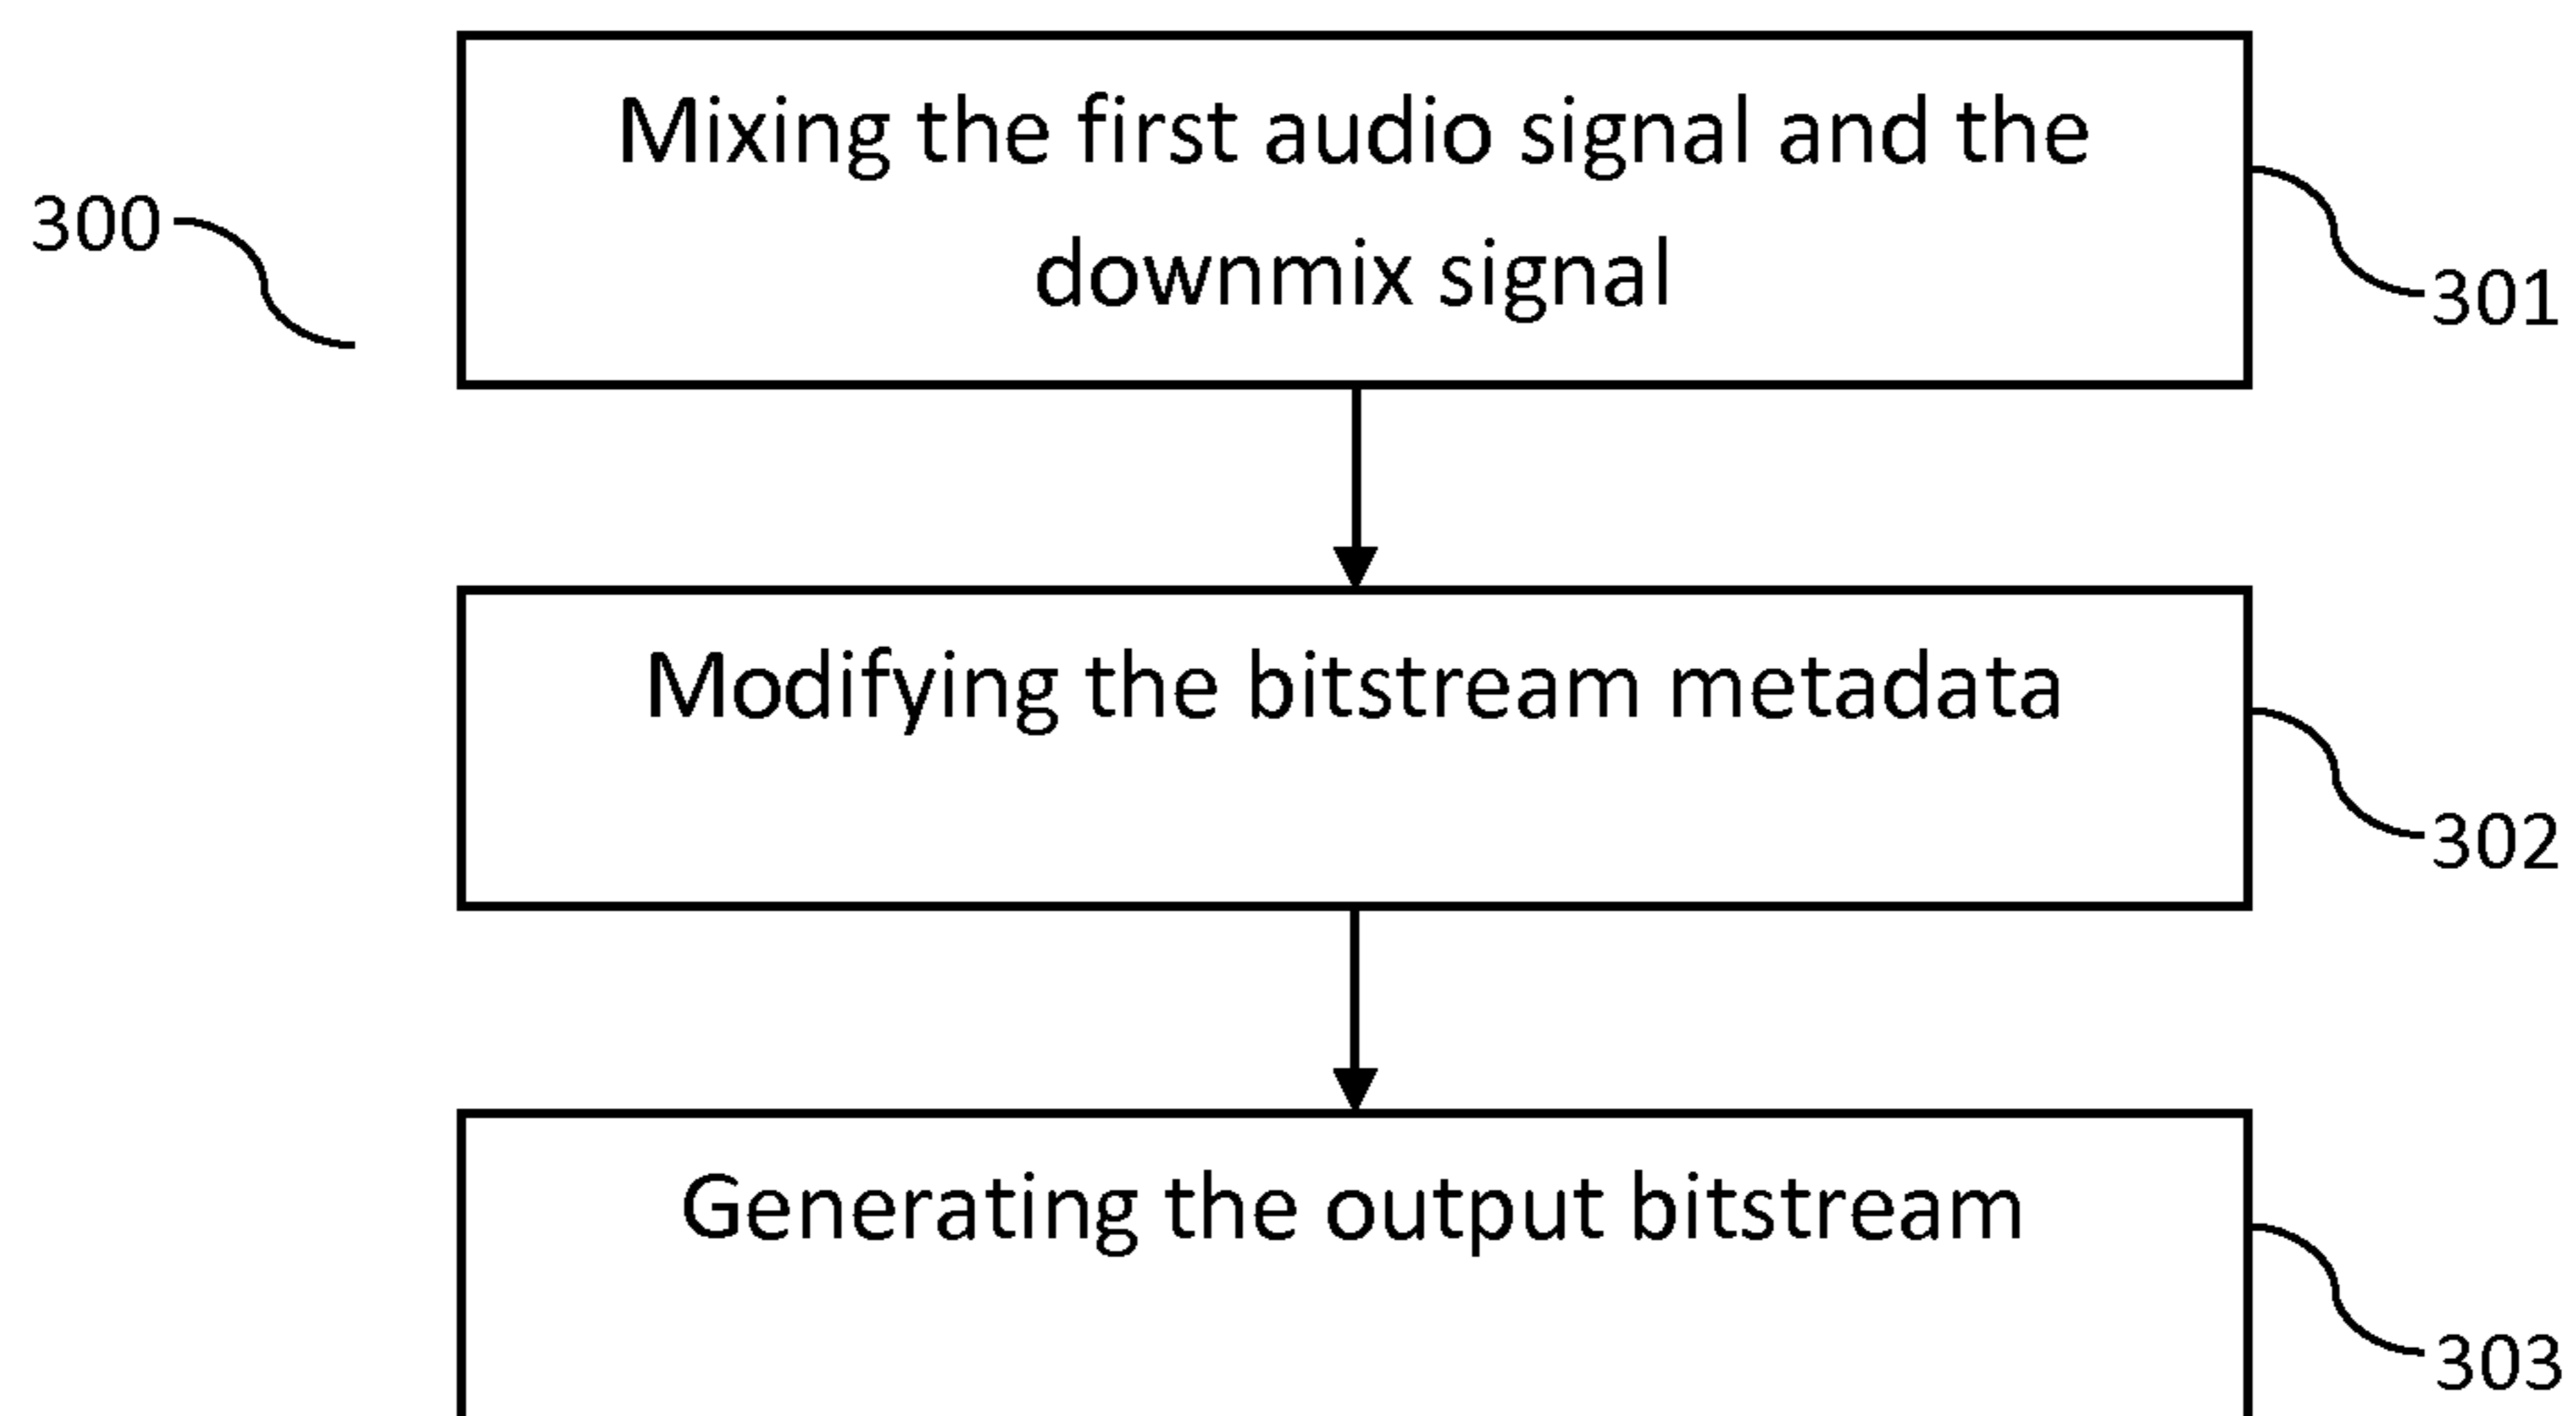 Mixing the first audio signal and the
downmix signal
300
301
Modifying the bitstream metadata
302
Generating the output bitstream
303